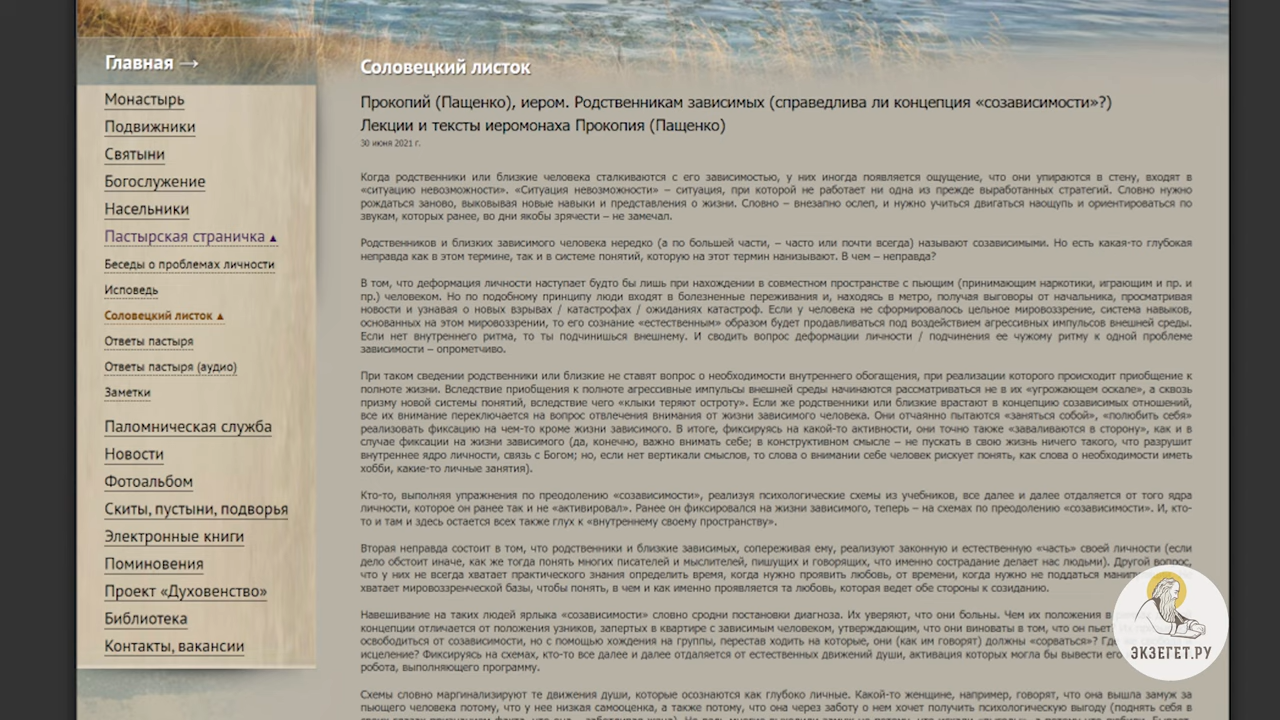 Главная →
Монастырь
Подвижники
Святыни
Богослужение
Насельники
Пастырская страничка ▲
Беседы о проблемах личности
Исповедь
Соловецкий листок ▲
Ответы пастыря
Ответы пастыря (аудио)
Заметки
Паломническая служба
Новости
Фотоальбом
Скиты, пустыни, подворья
Электронные книги
Поминовения
Проект «Духовенство»
Библиотека
Контакты, вакансии
Соловецкий листок
Прокопий (Пащенко), иером. Родственникам зависимых (справедлива ли концепция «созависимости»?)
Лекции и тексты иеромонаха Прокопия (Пащенко)
30 июня 2021 г.
Когда родственники или близкие человека сталкиваются с его зависимостью, у них иногда появляется ощущение, что они упираются в стену, входят в
«ситуацию невозможности». «Ситуация невозможности» – ситуация, при которой не работает ни одна из прежде выработанных стратегий. Словно нужно
рождаться заново, выковывая новые навыки и представления о жизни. Словно – внезапно ослеп, и нужно учиться двигаться наощупь и ориентироваться по
звукам, которых ранее, во дни якобы зрячести – не замечал.
Родственников и близких зависимого человека нередко (а по большей части, – часто или почти всегда) называют созависимыми. Но есть какая-то глубокая
неправда как в этом термине, так и в системе понятий, которую на этот термин нанизывают. В чем – неправда?
В том, что деформация личности наступает будто бы лишь при нахождении в совместном пространстве с пьющим (принимающим наркотики, играющим и пр. и
пр.) человеком. Но по подобному принципу люди входят в болезненные переживания и, находясь в метро, получая выговоры от начальника, просматривая
новости и узнавая о новых взрывах / катастрофах / ожиданиях катастроф. Если у человека не сформировалось цельное мировоззрение, система навыков,
основанных на этом мировоззрении, то его сознание «естественным» образом будет продавливаться под воздействием агрессивных импульсов внешней среды.
Если нет внутреннего ритма, то ты подчинишься внешнему. И сводить вопрос деформации личности / подчинения ее чужому ритму к одной проблеме
зависимости – опрометчиво.
При таком сведении родственники или близкие не ставят вопрос о необходимости внутреннего обогащения, при реализации которого происходит приобщение к
полноте жизни. Вследствие приобщения к полноте агрессивные импульсы внешней среды начинаются рассматриваться не в их «угрожающем оскале», а сквозь
призму новой системы понятий, вследствие чего «клыки теряют остроту». Если же родственники или близкие врастают в концепцию созависимых отношений,
все их внимание переключается на вопрос отвлечения внимания от жизни зависимого человека. Они отчаянно пытаются «заняться собой», «полюбить себя»
реализовать фиксацию на чем-то кроме жизни зависимого. В итоге, фиксируясь на какой-то активности, они точно также «заваливаются в сторону», как и в
случае фиксации на жизни зависимого (да, конечно, важно внимать себе; в конструктивном смысле – не пускать в свою жизнь ничего такого, что разрушит
внутреннее ядро личности, связь с Богом; но, если нет вертикали смыслов, то слова о внимании себе человек рискует понять, как слова о необходимости иметь
хобби, какие-то личные занятия).
Кто-то, выполняя упражнения по преодолению «созависимости», реализуя психологические схемы из учебников, все далее и далее отдаляется от того ядра
личности, которое он ранее так и не «активировал». Ранее он фиксировался на жизни зависимого, теперь – на схемах по преодолению «созависимости». И, кто-
то и там и здесь остается всех также глух к «внутреннему своему пространству».
Вторая неправда состоит в том, что родственники и близкие зависимых, сопереживая ему, реализуют законную и естественную «часть» своей личности (если
дело обстоит иначе, как же тогда понять многих писателей и мыслителей, пишущих и говорящих, что именно сострадание делает нас людьми). Другой вопрос,
что у них не всегда хватает практического знания определить время, когда нужно проявить любовь, от времени, когда нужно не поддаться
хватает мировоззренческой базы, чтобы понять, в чем и как именно проявляется та любовь, которая ведет обе стороны к созиданию.
Навешивание на таких людей ярлыка «созависимости» словно сродни постановки диагноза. Их уверяют, что они больны. Чем их положения в
концепции отличается от положения узников, запертых в квартире с зависимым человеком, утверждающим, что они виноваты в том, что он пьет
освободиться от созависимости, но с помощью хождения на группы, перестав ходить на которые, они (как им говорят) должны «сорваться»?
исцеление? Фиксируясь на схемах, кто-то все далее и далее отдаляется от естественных движений души, активация которых могла бы вывести его
робота, выполняющего программу.
Схемы словно маргинализируют те движения души, которые осознаются как глубоко личные. Какой-то женщине, например, говорят, что она вышла замуж за
пьющего человека потому, что у нее низкая самооценка, а также потому, что она через заботу о нем хочет получить психологическую выгоду (поднять себя в
ЭКЗЕГЕТ.РУ